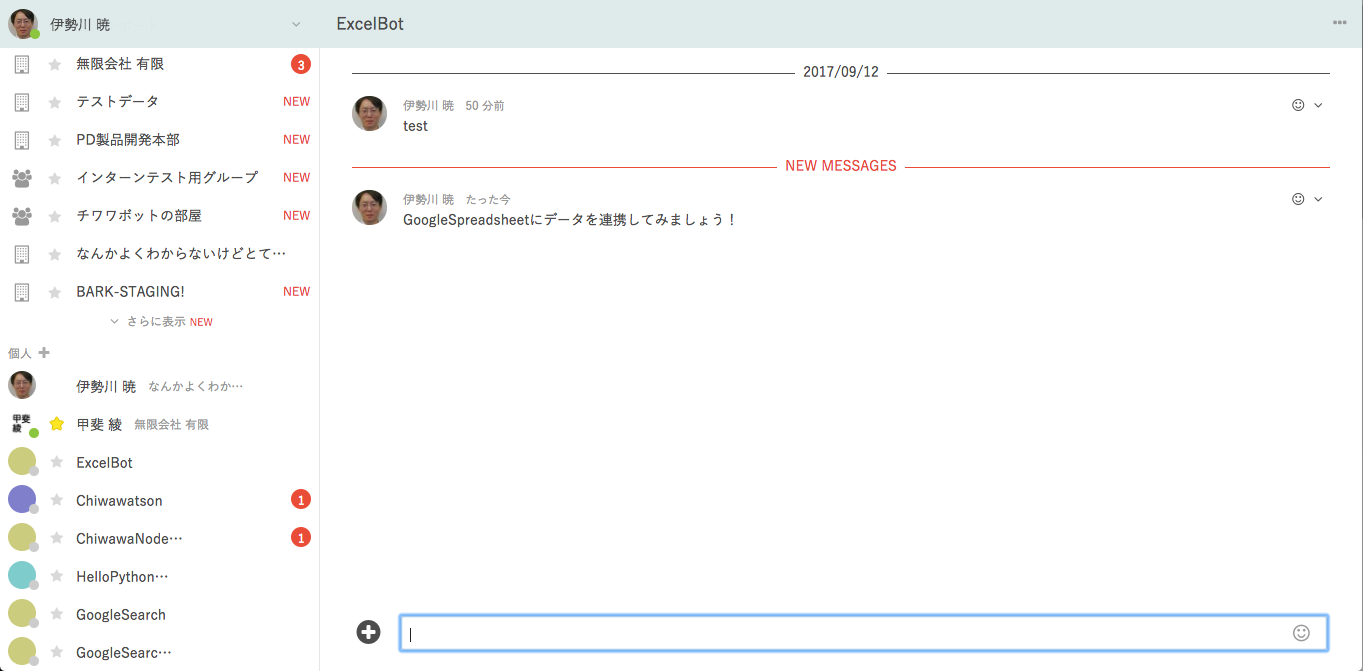 伊勢川 暁
ExcelBot
無限会社 有限
3
テストデータ
NEW
PD製品開発本部
NEW
インターンテスト用グループ
NEW
チワワボットの部屋
NEW
なんかよくわからないけどとて…
BARK-STAGING!
NEW
さらに表示 NEW
個人
伊勢川 暁 なんかよくわか…
甲斐 綾
甲斐 綾 無限会社 有限
ExcelBot
Chiwawatson
1
ChiwawaNode…
1
HelloPython…
GoogleSearch
GoogleSearc…
2017/09/12
伊勢川 暁 50 分前
test
NEW MESSAGES
伊勢川 暁 たった今
GoogleSpreadsheetにデータを連携してみましょう！